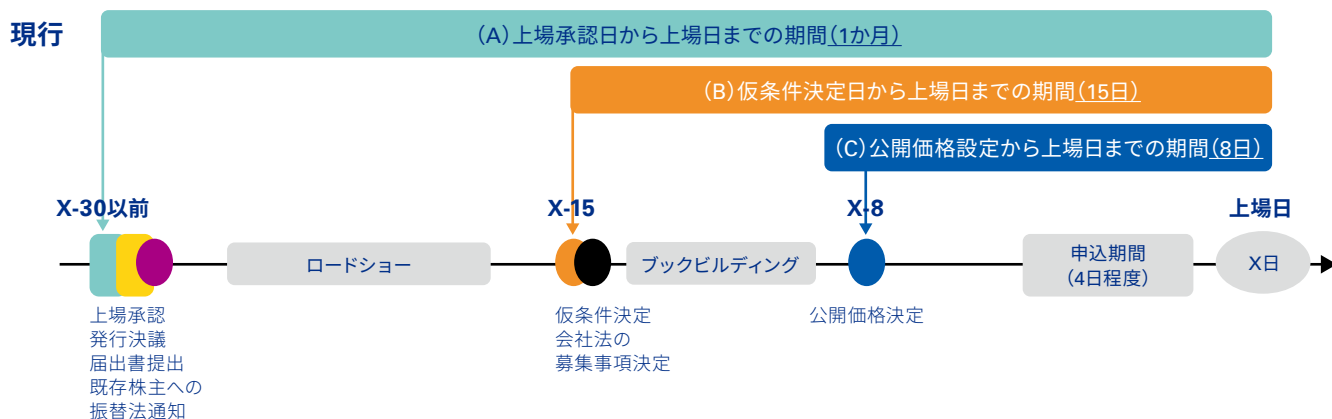 現行
(A)上場承認日から上場日までの期間(1か月)
(B)仮条件決定日から上場日までの期間(15日)
(C)公開価格設定から上場日までの期間(8日)
X-30以前
X-15
X-8
上場日
ロードショー
ブックビルディング
申込期間
(4日程度)
X日
上場承認
発行決議
届出書提出
既存株主への
振替法通知
仮条件決定
会社法の
募集事項決定
公開価格決定